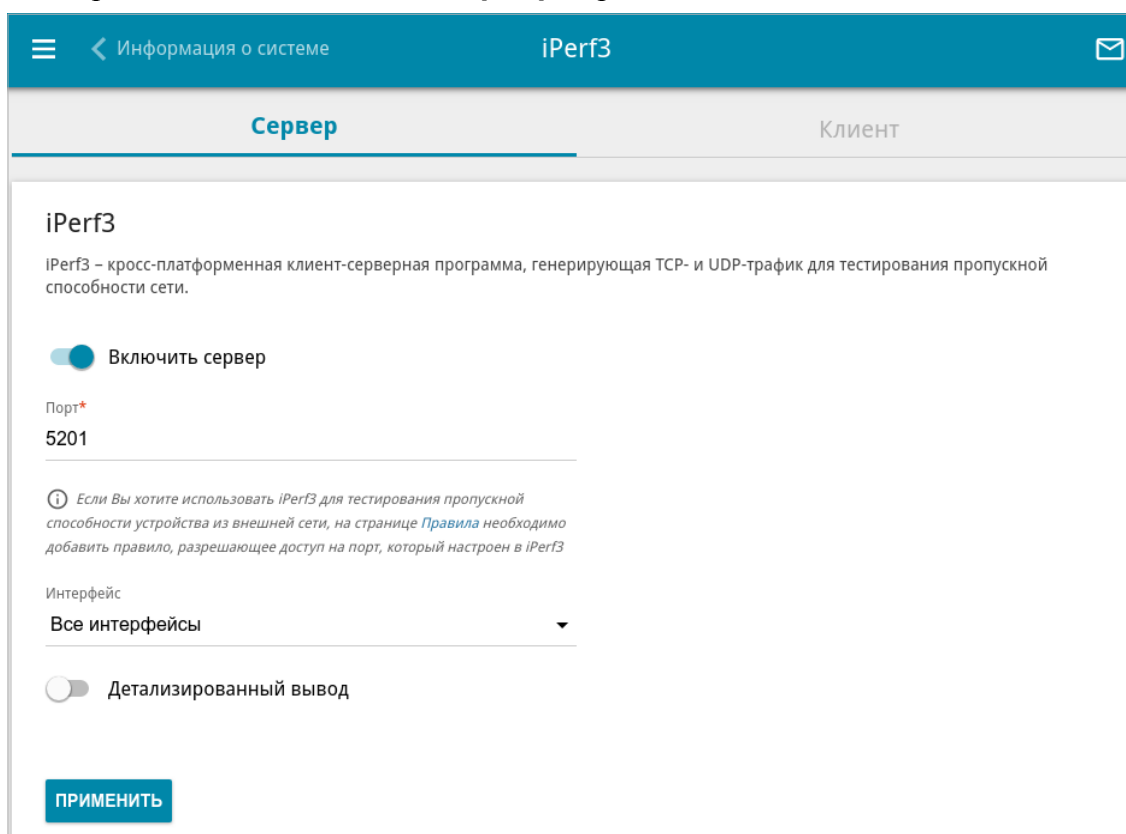 Информация о системе
iPerf3
Сервер
Клиент
iPerf3
iPerf3 – кросс-платформенная клиент-серверная программа, генерирующая TCP- и UDP-трафик для тестирования пропускной
способности сети.
Включить сервер
Порт*
5201
Если Вы хотите использовать iPerf3 для тестирования пропускной
способности устройства из внешней сети, на странице Правила необходимо
добавить правило, разрешающее доступ на порт, который настроен в iPerf3
Интерфейс
Все интерфейсы
Детализированный вывод
ПРИМЕНИТЬ